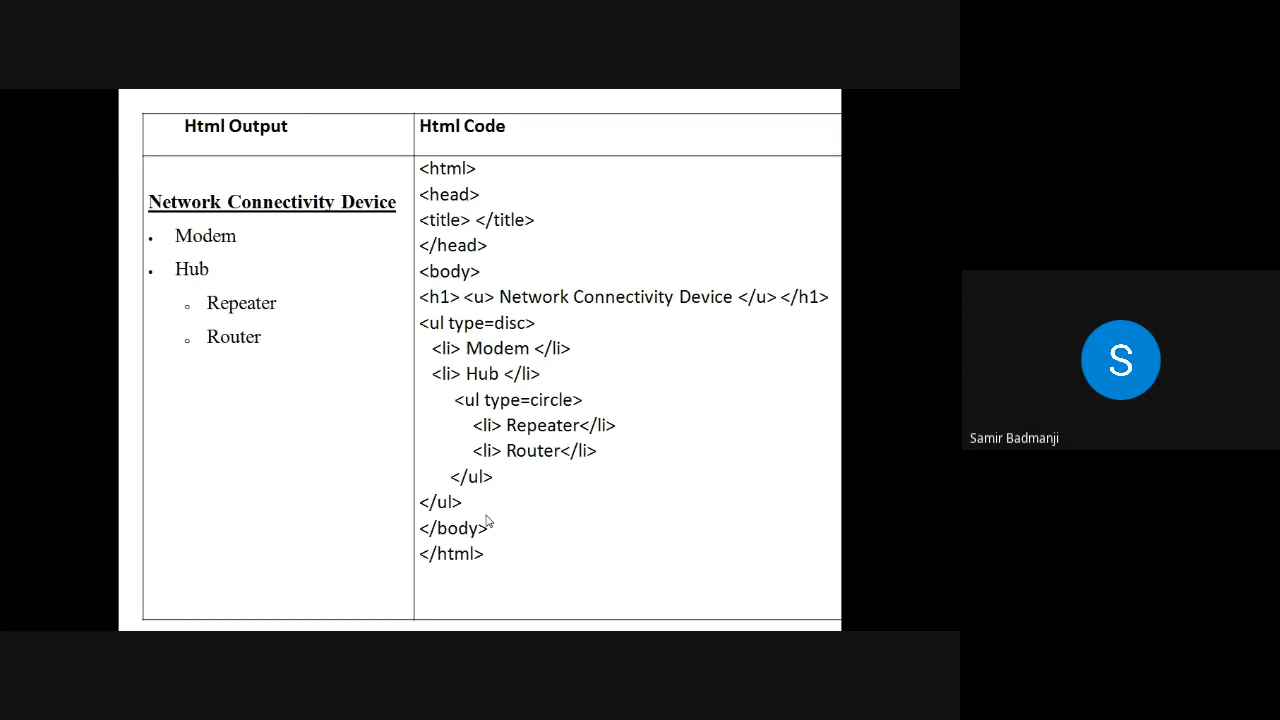 Html Output
Html Code
Network Connectivity Device
• Modem
• Hub
○ Repeater
○ Router
<html>
<head>
<title> </title>
</head>
<body>
<h1> <u> Network Connectivity Device </u> </h1>
<ul type=disc>
<li> Modem </li>
<li> Hub </li>
<ul type=circle>
<li> Repeater</li>
<li> Router</li>
</ul>
</ul>
</body>
</html>
S
Samir Badmanji